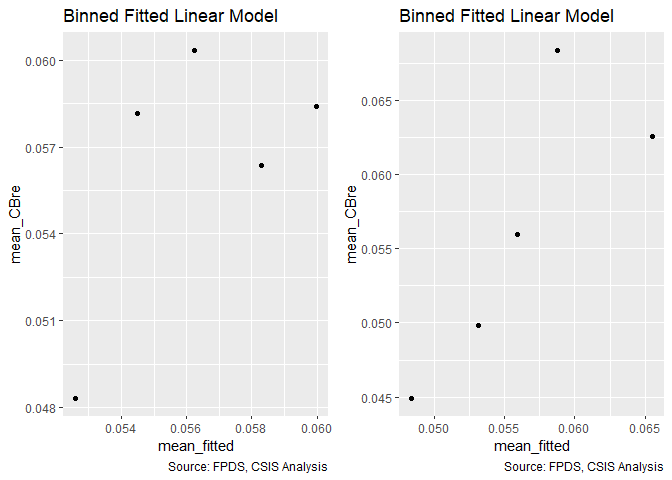 Binned Fitted Linear Model
mean_CBre
0.060
0.057
0.054
0.051
0.048
0.054
0.056
0.058
0.060
mean_fitted
Source: FPDS, CSIS Analysis
Binned Fitted Linear Model
mean_CBre
0.065
0.060
0.055
0.050
0.045
0.050
0.055
0.060
0.065
mean_fitted
Source: FPDS, CSIS Analysis